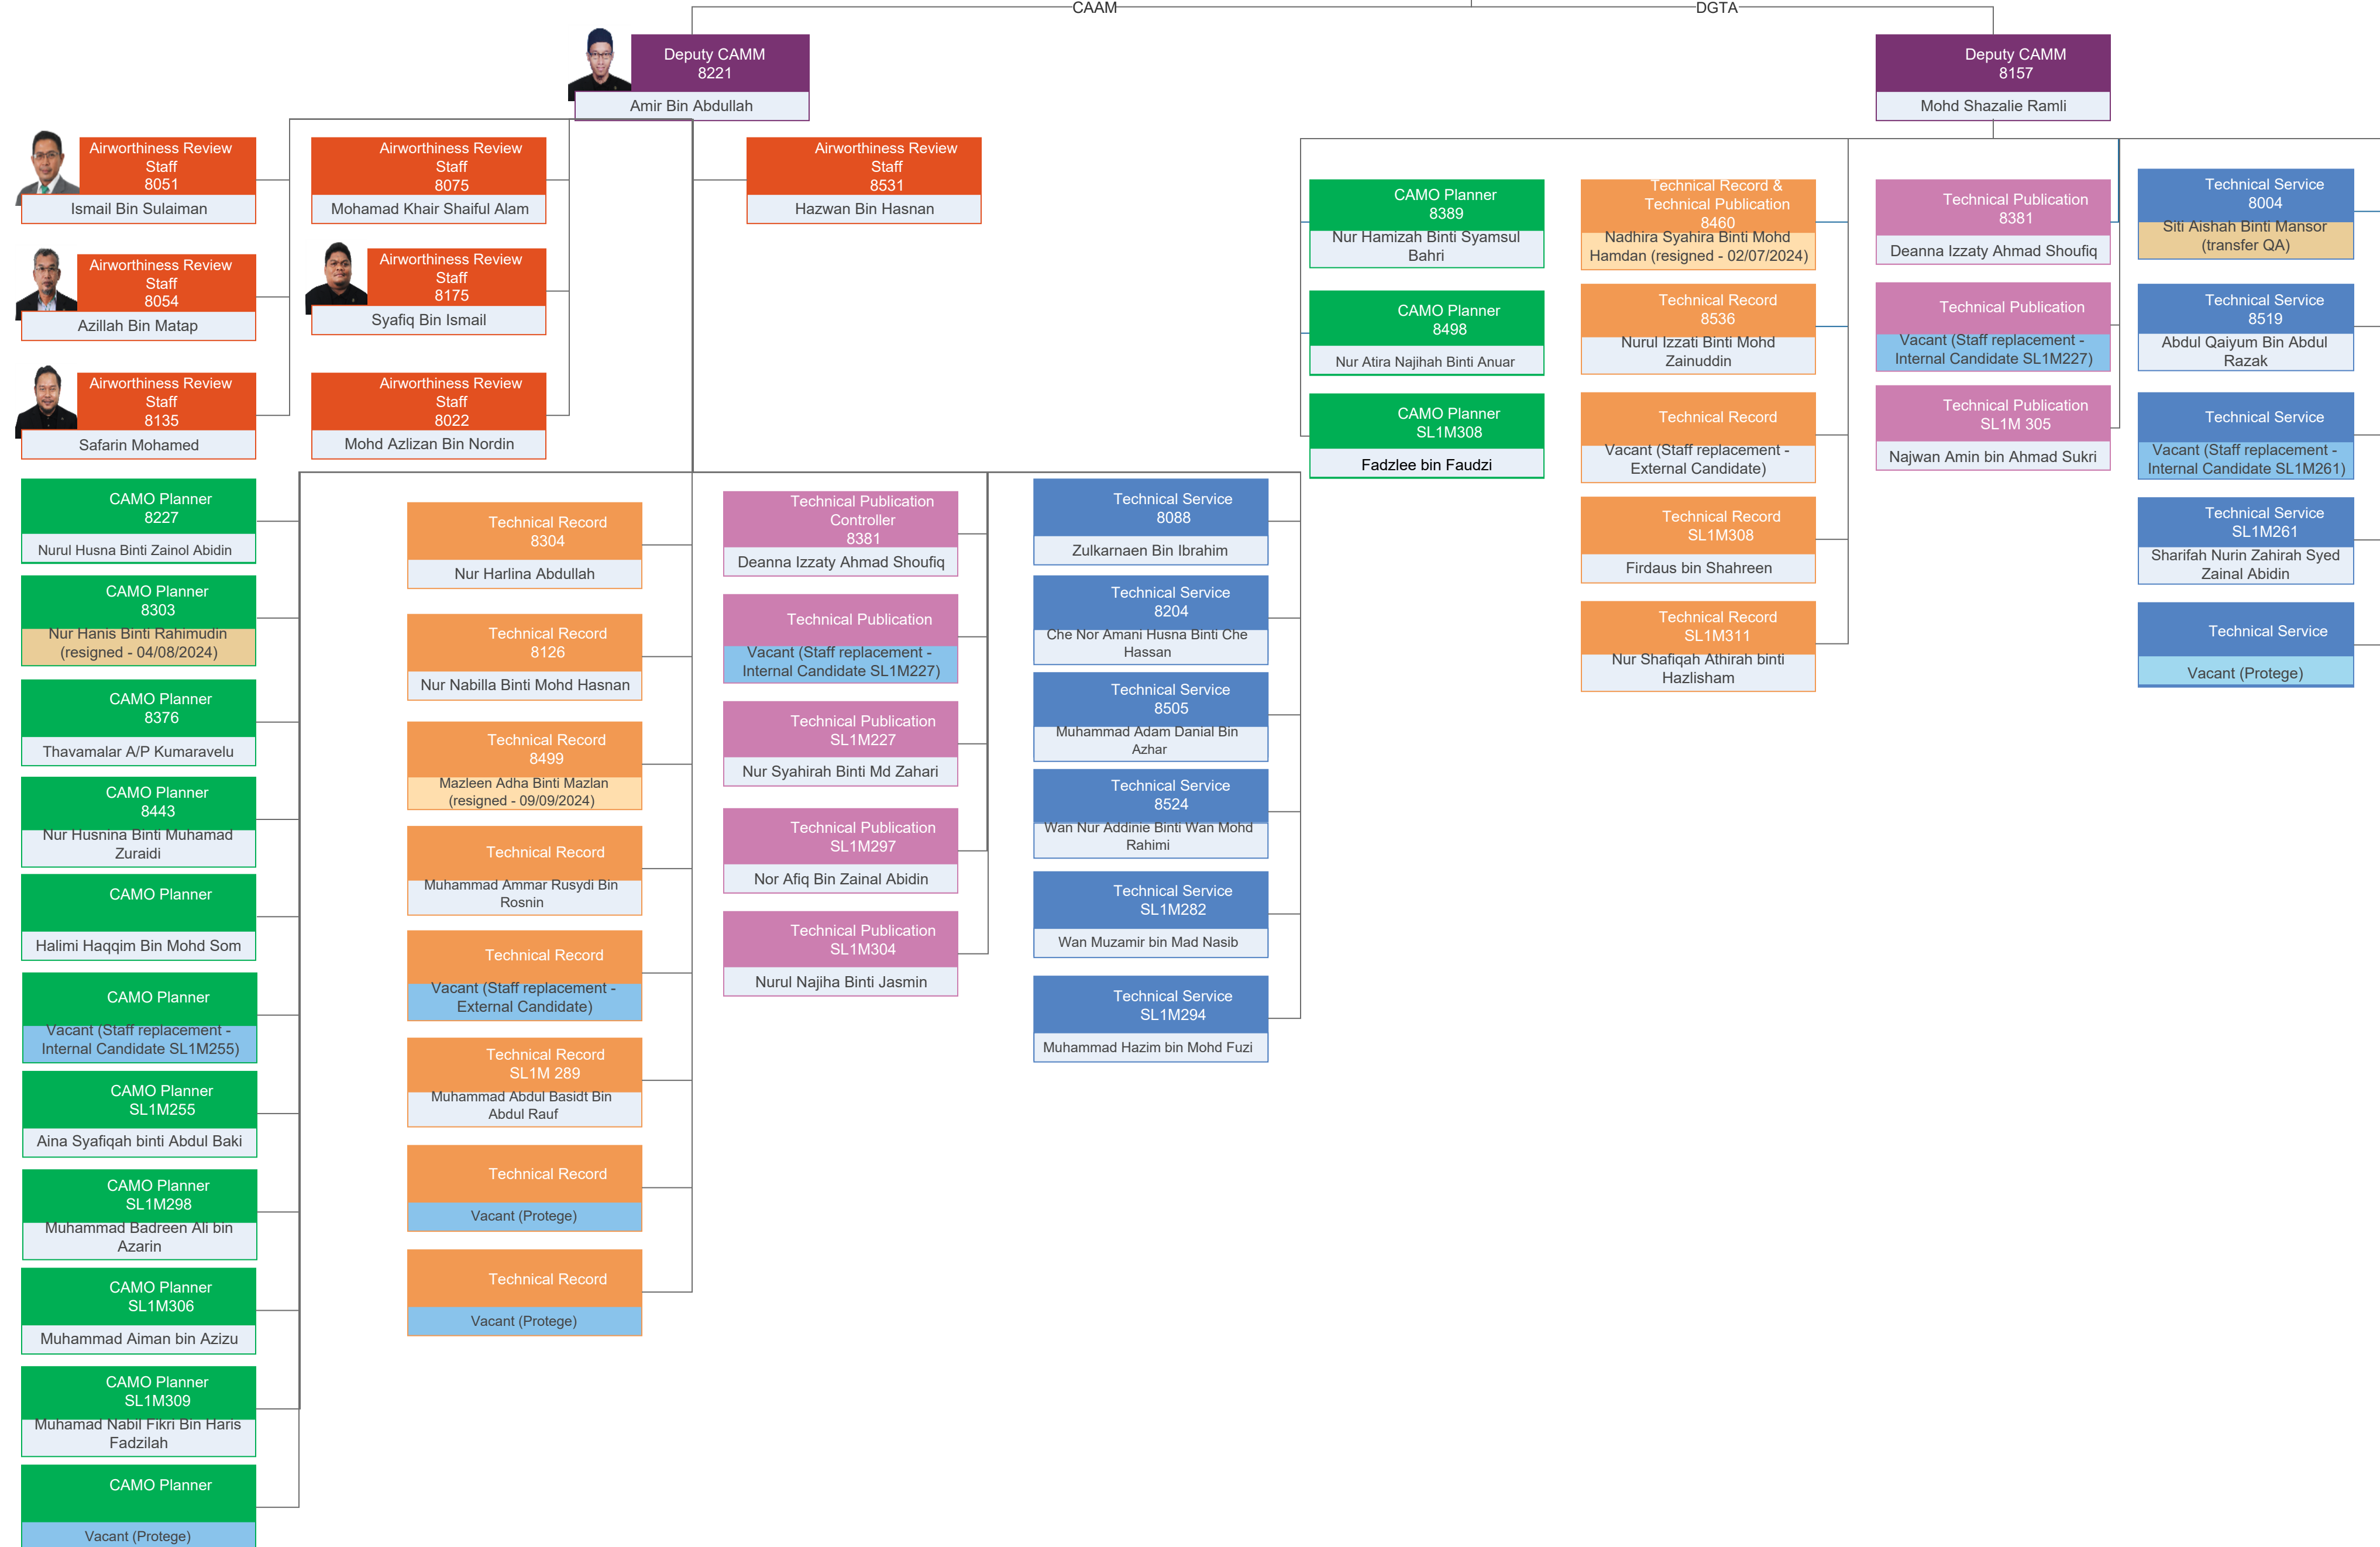 CAAM
DGTA
Deputy CAMM
8221
Amir Bin Abdullah
Deputy CAMM
8157
Mohd Shazalie Ramli
Airworthiness Review
Staff
8051
Ismail Bin Sulaiman
Airworthiness Review
Staff
8075
Mohamad Khair Shaiful Alam
Airworthiness Review
Staff
8531
Hazwan Bin Hasnan
Airworthiness Review
Staff
8054
Azillah Bin Matap
Airworthiness Review
Staff
8175
Syafiq Bin Ismail
Airworthiness Review
Staff
8135
Safarin Mohamed
Airworthiness Review
Staff
8022
Mohd Azlizan Bin Nordin
CAMO Planner
8227
Nurul Husna Binti Zainol Abidin
CAMO Planner
8303
Nur Hanis Binti Rahimudin
(resigned - 04/08/2024)
CAMO Planner
8376
Thavamalar A/P Kumaravelu
CAMO Planner
8443
Nur Husnina Binti Muhamad
Zuraidi
CAMO Planner
Halimi Haqqim Bin Mohd Som
CAMO Planner
Vacant (Staff replacement -
Internal Candidate SL1M255)
CAMO Planner
SL1M255
Aina Syafiqah binti Abdul Baki
CAMO Planner
SL1M298
Muhammad Badreen Ali bin
Azarin
CAMO Planner
SL1M306
Muhammad Aiman bin Azizu
CAMO Planner
SL1M309
Muhamad Nabil Fikri Bin Haris
Fadzilah
CAMO Planner
Vacant (Protege)
Technical Record
8304
Nur Harlina Abdullah
Technical Record
8126
Nur Nabilla Binti Mohd Hasnan
Technical Record
8499
Mazleen Adha Binti Mazlan
(resigned - 09/09/2024)
Technical Record
Muhammad Ammar Rusydi Bin
Rosnin
Technical Record
Vacant (Staff replacement -
External Candidate)
Technical Record
SL1M 289
Muhammad Abdul Basidt Bin
Abdul Rauf
Technical Record
Vacant (Protege)
Technical Record
Vacant (Protege)
Technical Publication
Controller
8381
Deanna Izzaty Ahmad Shoufiq
Technical Publication
Vacant (Staff replacement -
Internal Candidate SL1M227)
Technical Publication
SL1M227
Nur Syahirah Binti Md Zahari
Technical Publication
SL1M297
Nor Afiq Bin Zainal Abidin
Technical Publication
SL1M304
Nurul Najiha Binti Jasmin
Technical Service
8088
Zulkarnaen Bin Ibrahim
Technical Service
8204
Che Nor Amani Husna Binti Che
Hassan
Technical Service
8505
Muhammad Adam Danial Bin
Azhar
Technical Service
8524
Wan Nur Addinie Binti Wan Mohd
Rahimi
Technical Service
SL1M282
Wan Muzamir bin Mad Nasib
Technical Service
SL1M294
Muhammad Hazim bin Mohd Fuzi
CAMO Planner
8389
Nur Hamizah Binti Syamsul
Bahri
CAMO Planner
8498
Nur Atira Najihah Binti Anuar
CAMO Planner
SL1M308
Fadzlee bin Faudzi
Technical Record &
Technical Publication
8460
Nadhira Syahira Binti Mohd
Hamdan (resigned - 02/07/2024)
Technical Record
8536
Nurul Izzati Binti Mohd
Zainuddin
Technical Record
Vacant (Staff replacement -
External Candidate)
Technical Record
SL1M308
Firdaus bin Shahreen
Technical Record
SL1M311
Nur Shafiqah Athirah binti
Hazlisham
Technical Publication
8381
Deanna Izzaty Ahmad Shoufiq
Technical Publication
Vacant (Staff replacement -
Internal Candidate SL1M227)
Technical Publication
SL1M 305
Najwan Amin bin Ahmad Sukri
Technical Service
8004
Siti Aishah Binti Mansor
(transfer QA)
Technical Service
8519
Abdul Qaiyum Bin Abdul
Razak
Technical Service
Vacant (Staff replacement -
Internal Candidate SL1M261)
Technical Service
SL1M261
Sharifah Nurin Zahirah Syed
Zainal Abidin
Technical Service
Vacant (Protege)